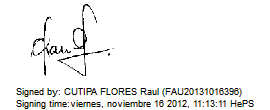 Signed by: CUTIPA FLORES Raul (FAU20131016396)
Signing time:viernes, noviembre 16 2012, 11:13:11 HePS